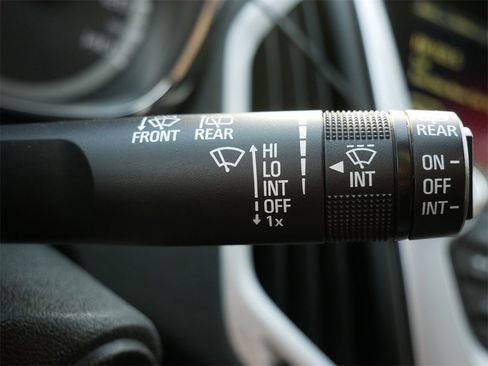 FRONT REAR
HI
LO
INT
OFF
1x
INT
REAR
ON
OFF
INT